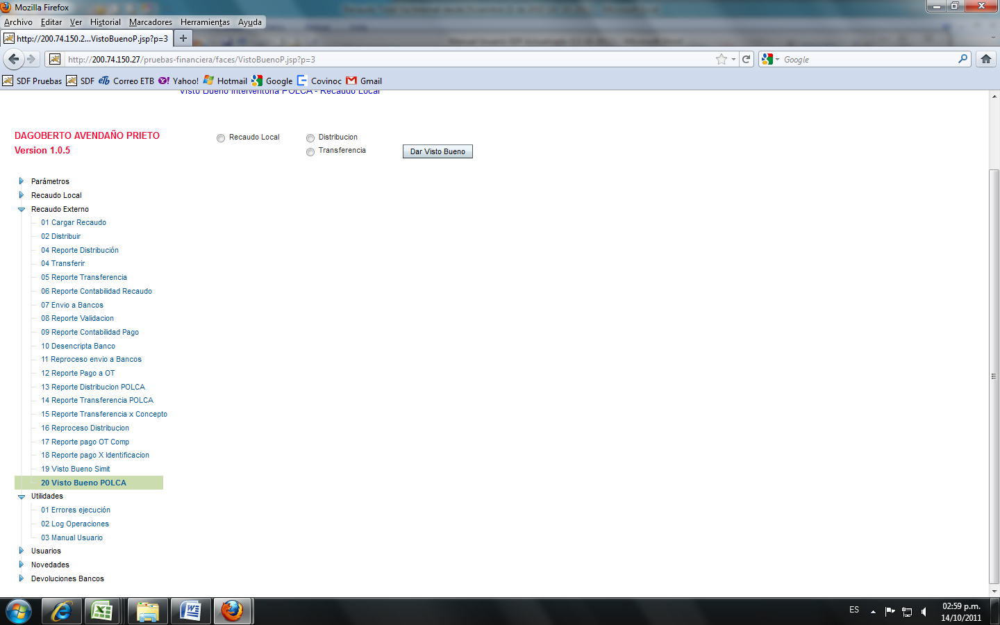 Mozilla Firefox
Archivo Editar Ver Historial Marcadores Herramientas Ayuda
http://200.74.150.2...VistoBuenoP.jsp?p=3
http://200.74.150.27/pruebas-financiera/faces/VistoBuenoP.jsp?p=3
Google
SDF Pruebas SDF Correo ETB Yahoo! Hotmail Google Covinoc Gmail
Visto Bueno Interventoria POLCA - Recaudo Local
DAGOBERTO AVENDAÑO PRIETO
Version 1.0.5
Recaudo Local
Distribucion
Transferencia
Dar Visto Bueno
Parámetros
Recaudo Local
Recaudo Externo
01 Cargar Recaudo
02 Distribuir
04 Reporte Distribución
04 Transferir
05 Reporte Transferencia
06 Reporte Contabilidad Recaudo
07 Envio a Bancos
08 Reporte Validacion
09 Reporte Contabilidad Pago
10 Desencripta Banco
11 Reproceso envio a Bancos
12 Reporte Pago a OT
13 Reporte Distribucion POLCA
14 Reporte Transferencia POLCA
15 Reporte Transferencia x Concepto
16 Reproceso Distribucion
17 Reporte pago OT Comp
18 Reporte pago X Identificacion
19 Visto Bueno Simit
20 Visto Bueno POLCA
Utilidades
01 Errores ejecución
02 Log Operaciones
03 Manual Usuario
Usuarios
Novedades
Devoluciones Bancos
ES
02:59 p.m.
14/10/2011